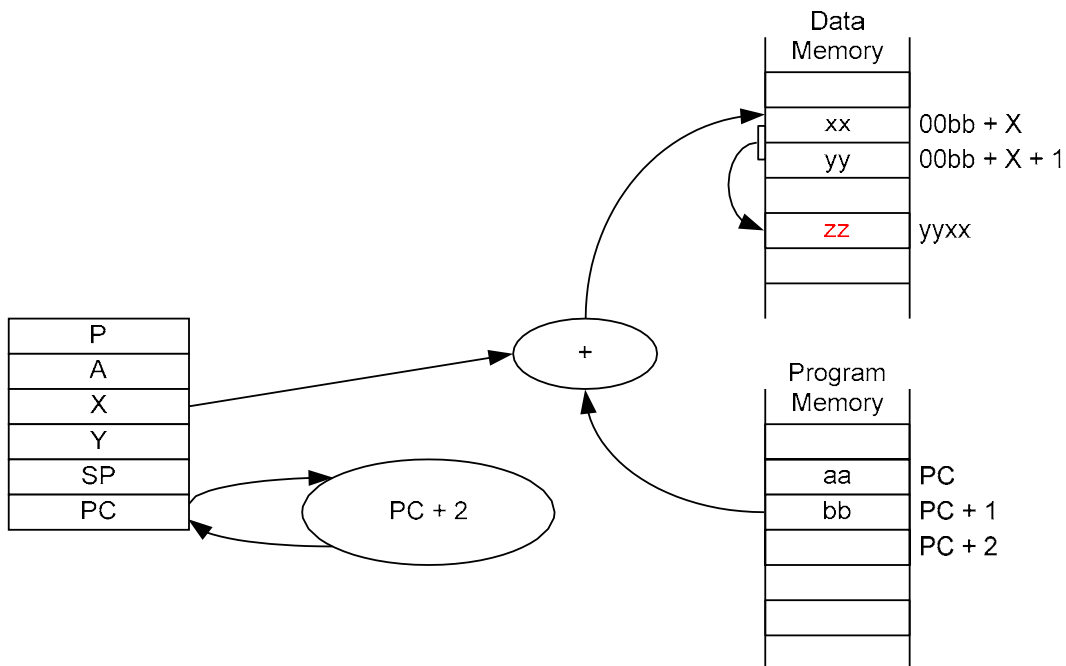 Data
Memory
xx 00bb + X
yy 00bb + X + 1
zz yyxx
P
A
X
Y
SP
PC
+
PC + 2
Program
Memory
aa PC
bb PC + 1
PC + 2